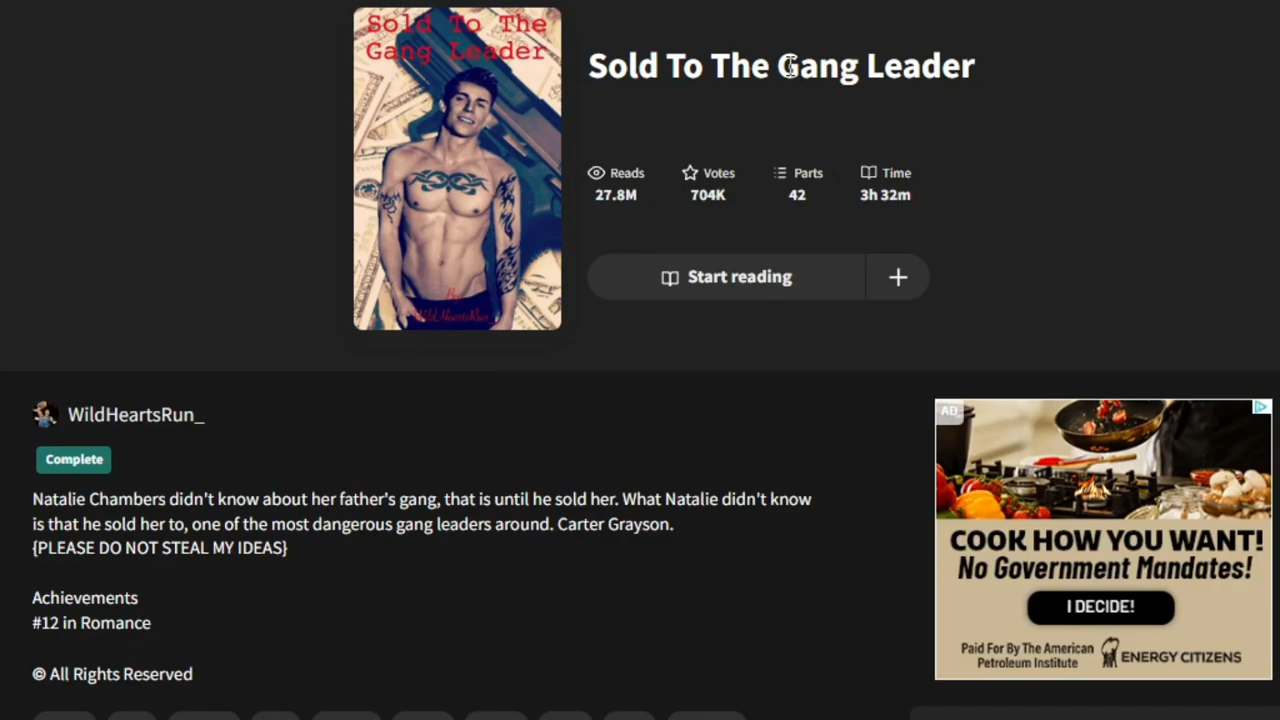 Sold To The
Gang Leader
By
Wild_HeartsRun_
Sold To The Gang Leader
Reads
Votes
Parts
Time
27.8M
704K
42
3h 32m
Start reading
WildHeartsRun_
Complete
Natalie Chambers didn't know about her father's gang, that is until he sold her. What Natalie didn't know
is that he sold her to, one of the most dangerous gang leaders around. Carter Grayson.
{PLEASE DO NOT STEAL MY IDEAS}
Achievements
#12 in Romance
© All Rights Reserved
AD
COOK HOW YOU WANT!
No Government Mandates!
I DECIDE!
Paid For By The American
Petroleum Institute
ENERGY CITIZENS